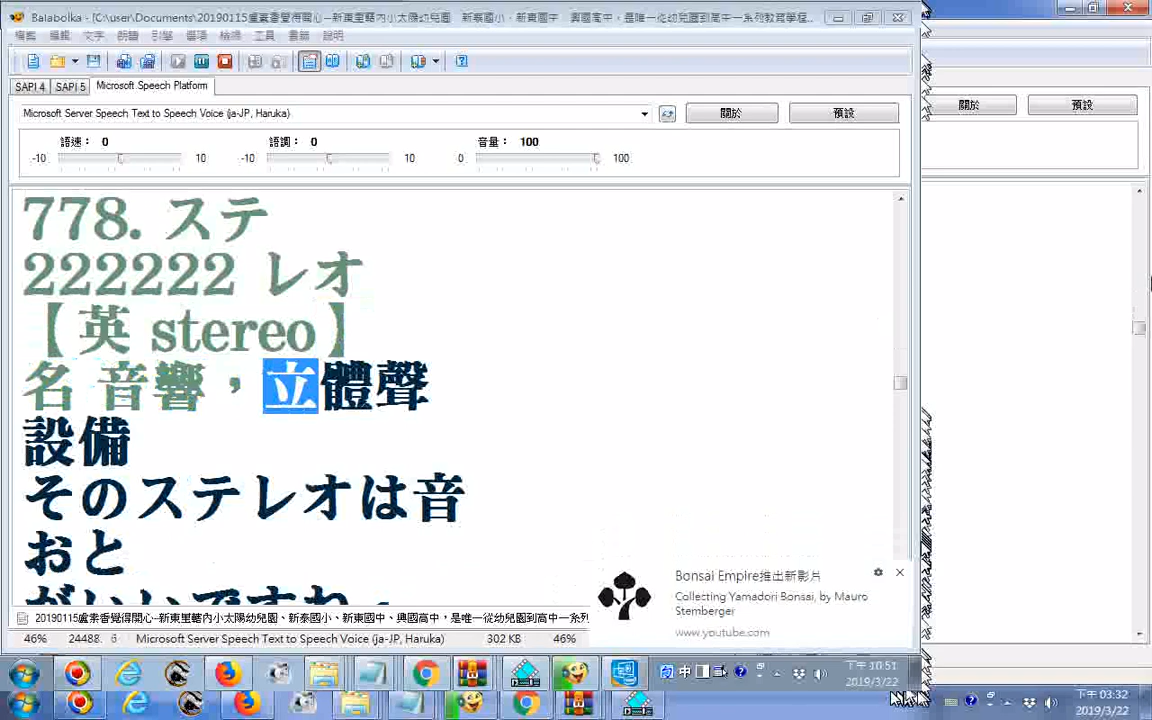 Balabolka - [C:\user\Documents\20190115盧素香覺得開心--新東里轄內小太陽幼兒園、新泰國小、新東國中、興國高中，是唯一從幼兒園到高中一系列教育學程...
檔案 編輯 文字 朗讀 引擎 選項 檢視 工具 書籤 說明
SAPI 4 SAPI 5 Microsoft Speech Platform
Microsoft Server Speech Text to Speech Voice (ja-JP, Haruka) 關於 預設
關於 預設
語速： 0 語調： 0 音量： 100
-10 10 -10 10 0 100
778. ステ
222222 レオ
【英 stereo】
名 音響，立體聲
設備
そのステレオは音
おと
がいいですね。
Bonsai Empire推出新影片
Collecting Yamadori Bonsai, by Mauro
Stemberger
www.youtube.com
20190115盧素香覺得開心--新東里轄內小太陽幼兒園、新泰國小、新東國中、興國高中，是唯一從幼兒園到高中一系列
46% 24488. 6 Microsoft Server Speech Text to Speech Voice (ja-JP, Haruka) 302 KB 46%
中 下午 10:51
2019/3/22
下午 03:32
2019/3/22